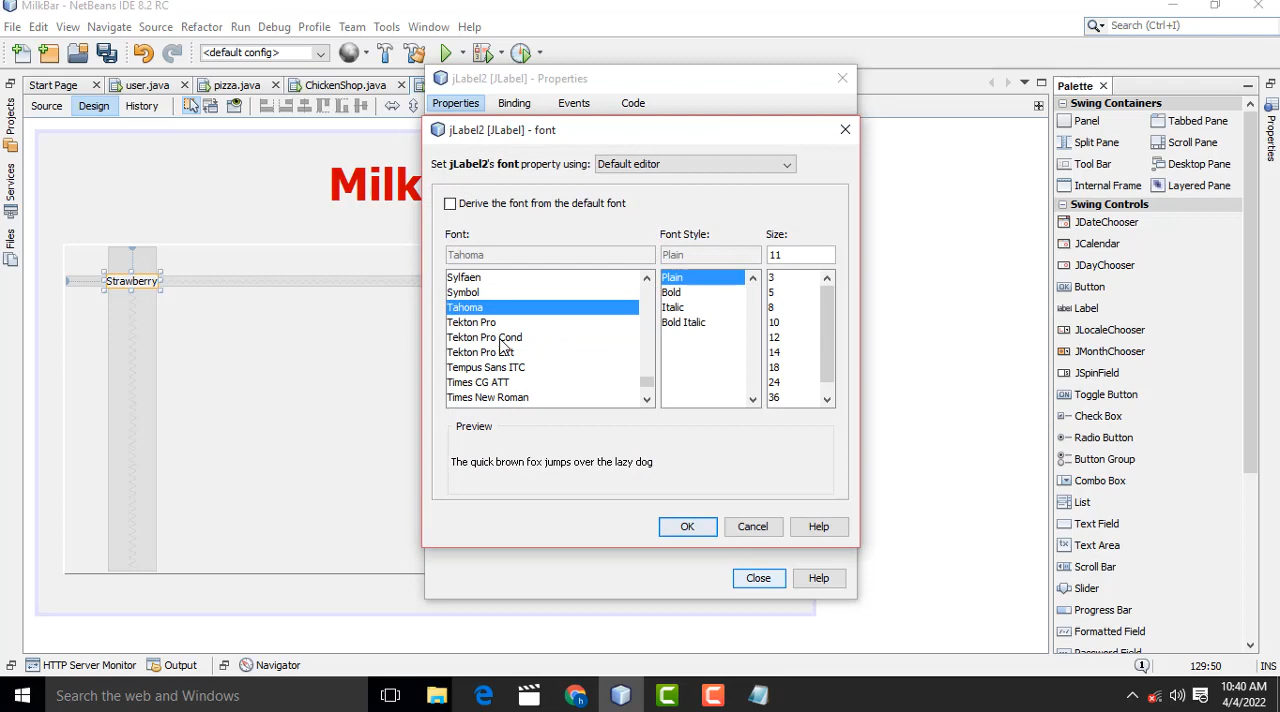 MilkBar - NetBeans IDE 8.2 RC
File Edit View Navigate Source Refactor Run Debug Profile Team Tools Window Help
Search (Ctrl+I)
<default config>
Start Page user.java pizza.java ChickenShop.java
Source Design History
jLabel2 [JLabel] - Properties
Properties Binding Events Code
jLabel2 [JLabel] - font
Set jLabel2's font property using: Default editor
Derive the font from the default font
Font: Font Style: Size:
Tahoma Plain 11
Sylfaen Plain 3
Symbol Bold 5
Tahoma Italic 8
Tekton Pro Bold Italic 10
Tekton Pro Cond 12
Tekton Pro Ext 14
Tempus Sans ITC 18
Times CG ATT 24
Times New Roman 36
Preview
The quick brown fox jumps over the lazy dog
OK Cancel Help
Close Help
Milk
Strawberry
Projects
Services
Files
Palette
Swing Containers
Panel Tabbed Pane
Split Pane Scroll Pane
Tool Bar Desktop Pane
Internal Frame Layered Pane
Swing Controls
JDateChooser
JCalendar
JDayChooser
Button
Label
JLocaleChooser
JMonthChooser
JSpinField
Toggle Button
Check Box
Radio Button
Button Group
Combo Box
List
Text Field
Text Area
Scroll Bar
Slider
Progress Bar
Formatted Field
Password Field
Properties
HTTP Server Monitor Output Navigator
1 129:50 INS
Search the web and Windows
10:40 AM
4/4/2022